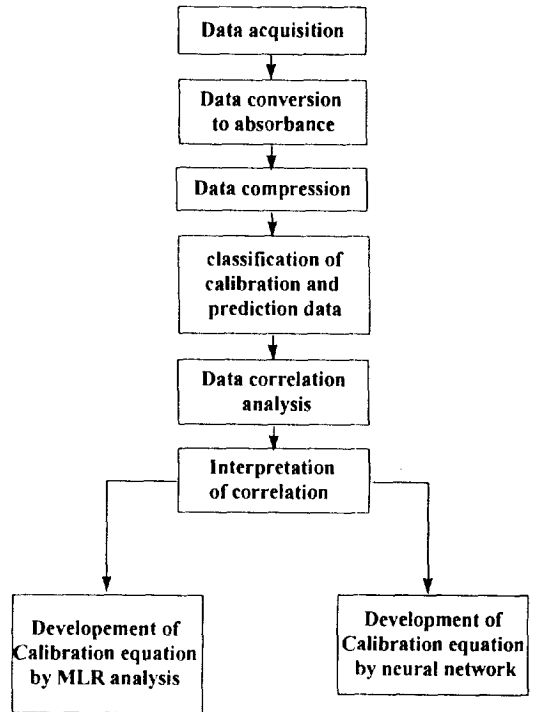 Data acquisition
Data conversion
to absorbance
Data compression
classification of
calibration and
prediction data
Data correlation
analysis
Interpretation
of correlation
Developement of
Calibration equation
by MLR analysis
Development of
Calibration equation
by neural network